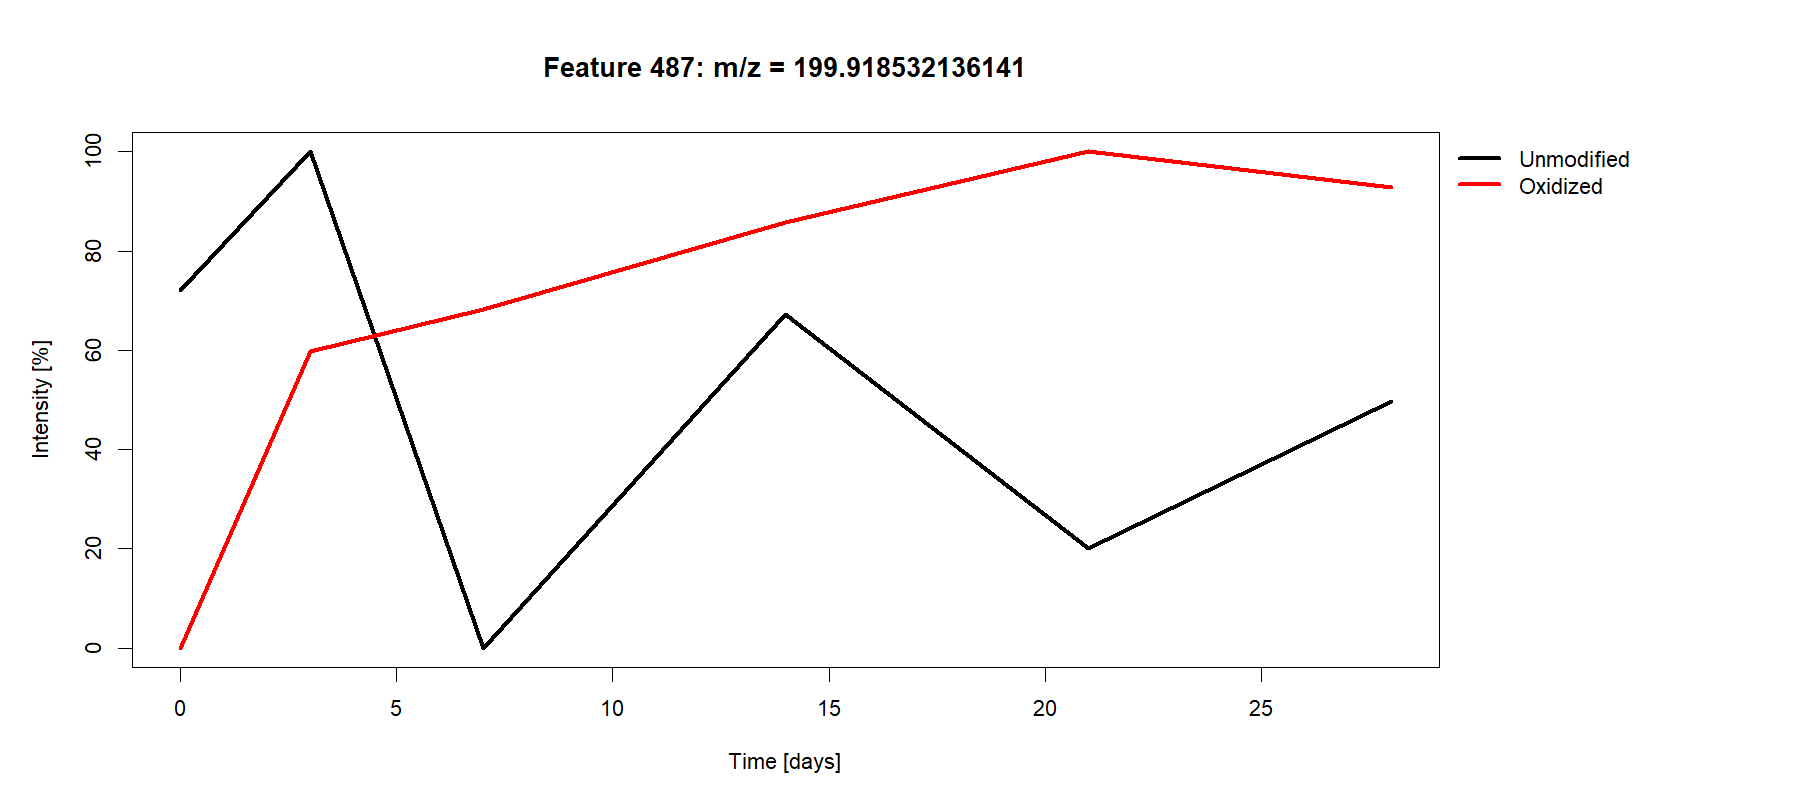 Feature 487: m/z = 199.918532136141
Unmodified
Oxidized
Intensity [%]
100
80
60
40
20
0
0 5 10 15 20 25
Time [days]